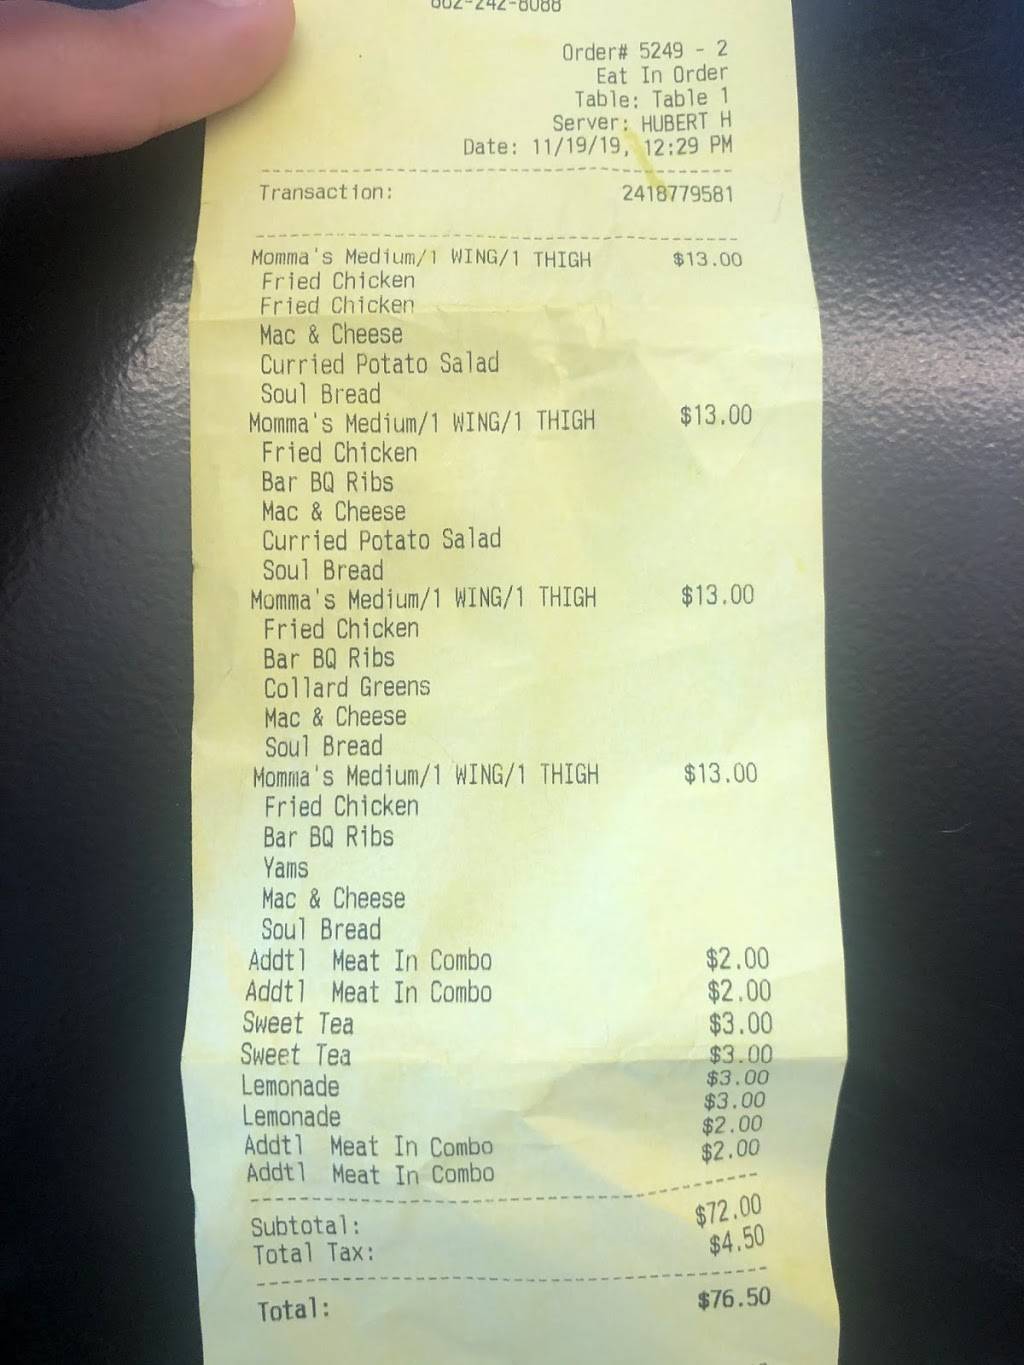 662-242-8088
Order# 5249 - 2
Eat In Order
Table: Table 1
Server: HUBERT H
Date: 11/19/19, 12:29 PM
Transaction: 2418779581
Momma's Medium/1 WING/1 THIGH $13.00
Fried Chicken
Fried Chicken
Mac & Cheese
Curried Potato Salad
Soul Bread
Momma's Medium/1 WING/1 THIGH $13.00
Fried Chicken
Bar BQ Ribs
Mac & Cheese
Curried Potato Salad
Soul Bread
Momma's Medium/1 WING/1 THIGH $13.00
Fried Chicken
Bar BQ Ribs
Collard Greens
Mac & Cheese
Soul Bread
Momma's Medium/1 WING/1 THIGH $13.00
Fried Chicken
Bar BQ Ribs
Yams
Mac & Cheese
Soul Bread
Addtl Meat In Combo $2.00
Addtl Meat In Combo $2.00
Sweet Tea $3.00
Sweet Tea $3.00
Lemonade $3.00
Lemonade $3.00
Addtl Meat In Combo $2.00
Addtl Meat In Combo $2.00
Subtotal: $72.00
Total Tax: $4.50
Total: $76.50